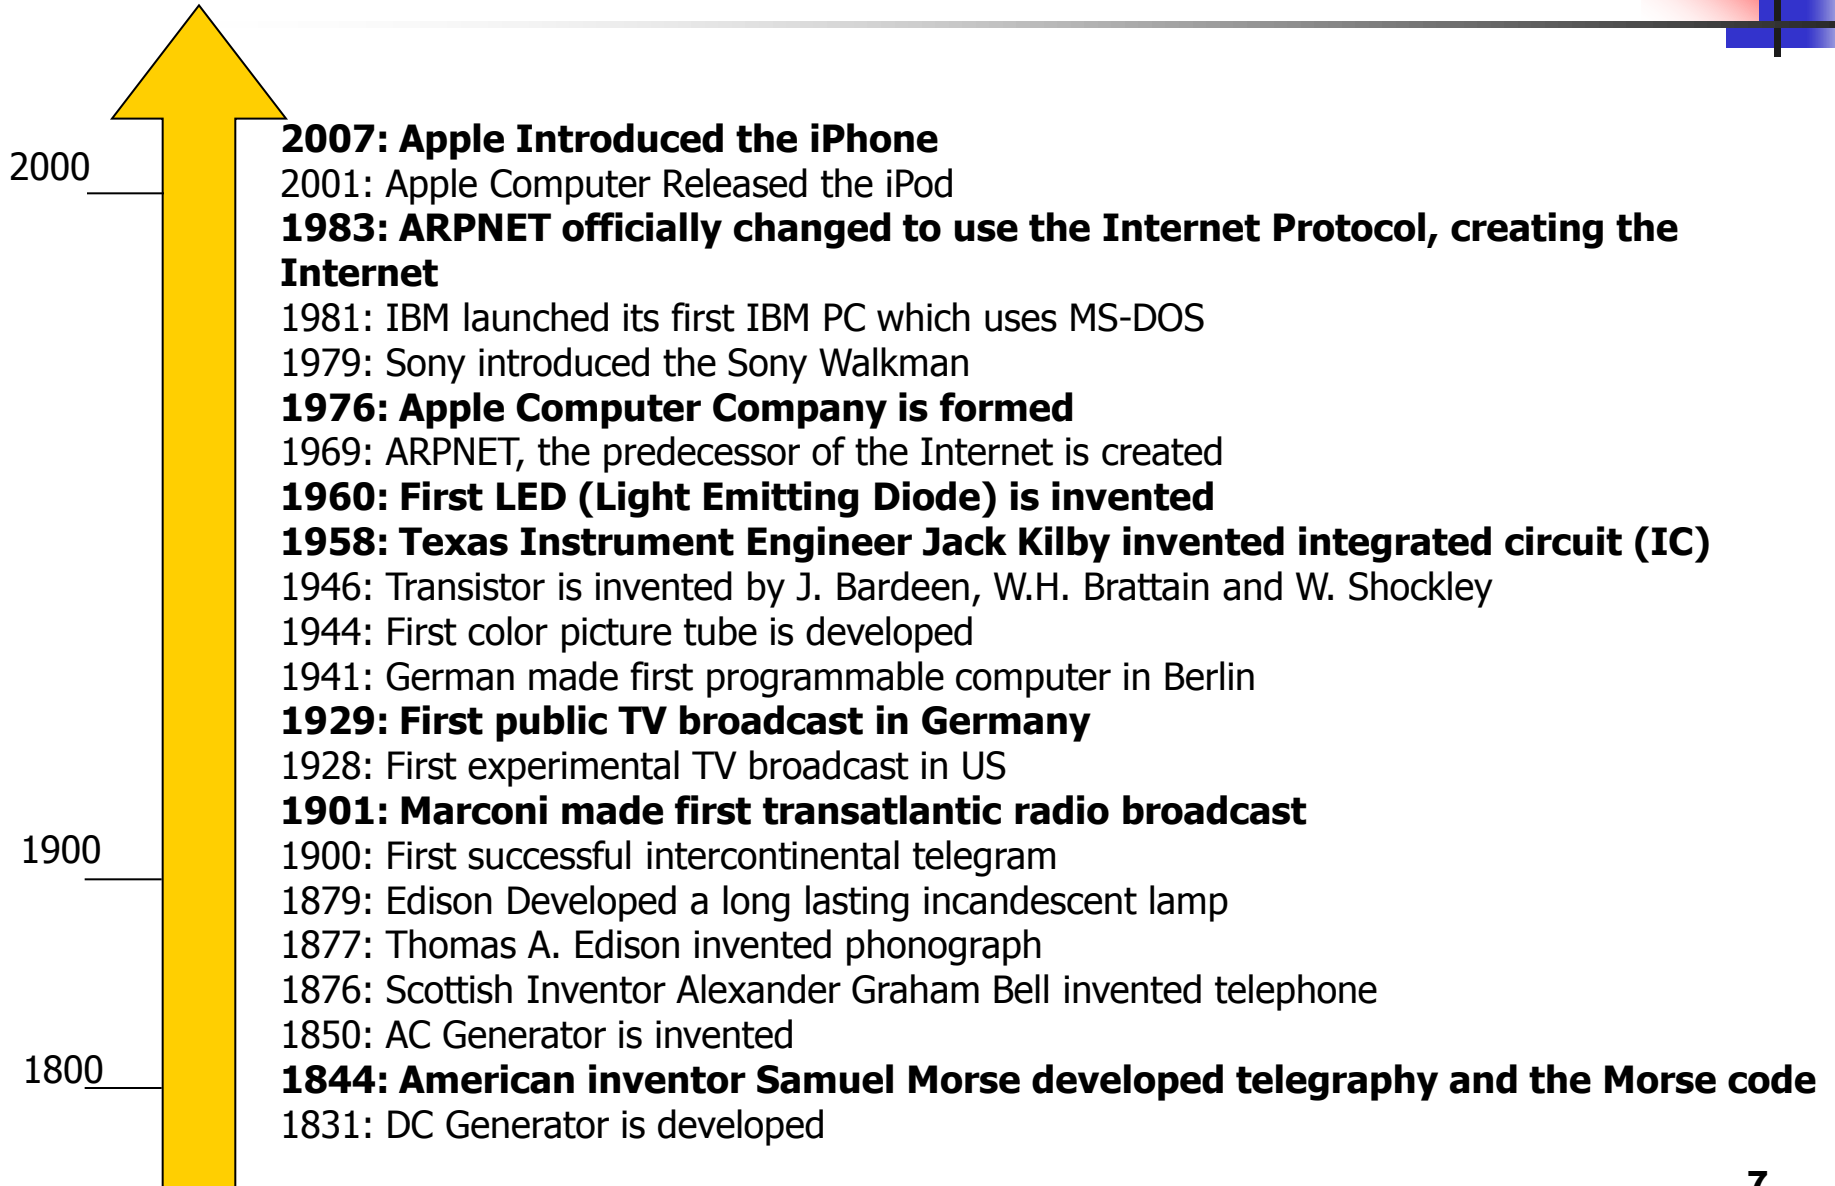 2007: Apple Introduced the iPhone
2000
2001: Apple Computer Released the iPod
1983: ARPNET officially changed to use the Internet Protocol, creating the
Internet
1981: IBM launched its first IBM PC which uses MS-DOS
1979: Sony introduced the Sony Walkman
1976: Apple Computer Company is formed
1969: ARPNET, the predecessor of the Internet is created
1960: First LED (Light Emitting Diode) is invented
1958: Texas Instrument Engineer Jack Kilby invented integrated circuit (IC)
1946: Transistor is invented by J. Bardeen, W.H. Brattain and W. Shockley
1944: First color picture tube is developed
1941: German made first programmable computer in Berlin
1929: First public TV broadcast in Germany
1928: First experimental TV broadcast in US
1901: Marconi made first transatlantic radio broadcast
1900
1900: First successful intercontinental telegram
1879: Edison Developed a long lasting incandescent lamp
1877: Thomas A. Edison invented phonograph
1876: Scottish Inventor Alexander Graham Bell invented telephone
1850: AC Generator is invented
1800
1844: American inventor Samuel Morse developed telegraphy and the Morse code
1831: DC Generator is developed
7